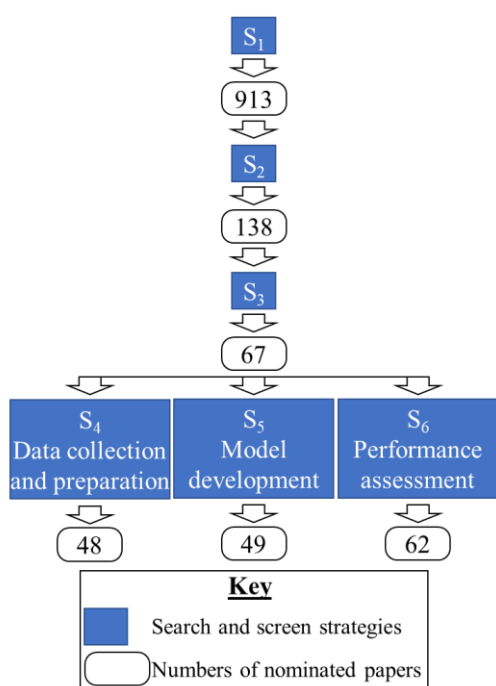 S₁
913
S₂
138
S₃
67
S₄
Data collection
and preparation
S₅
Model
development
S₆
Performance
assessment
48
49
62
Key
Search and screen strategies
Numbers of nominated papers